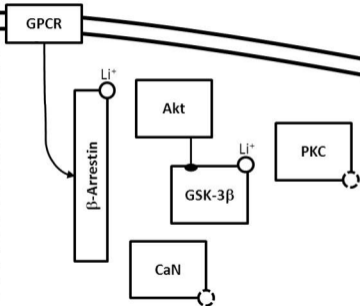 GPCR
Li⁺
β-Arrestin
Akt
Li⁺
GSK-3β
PKC
CaN